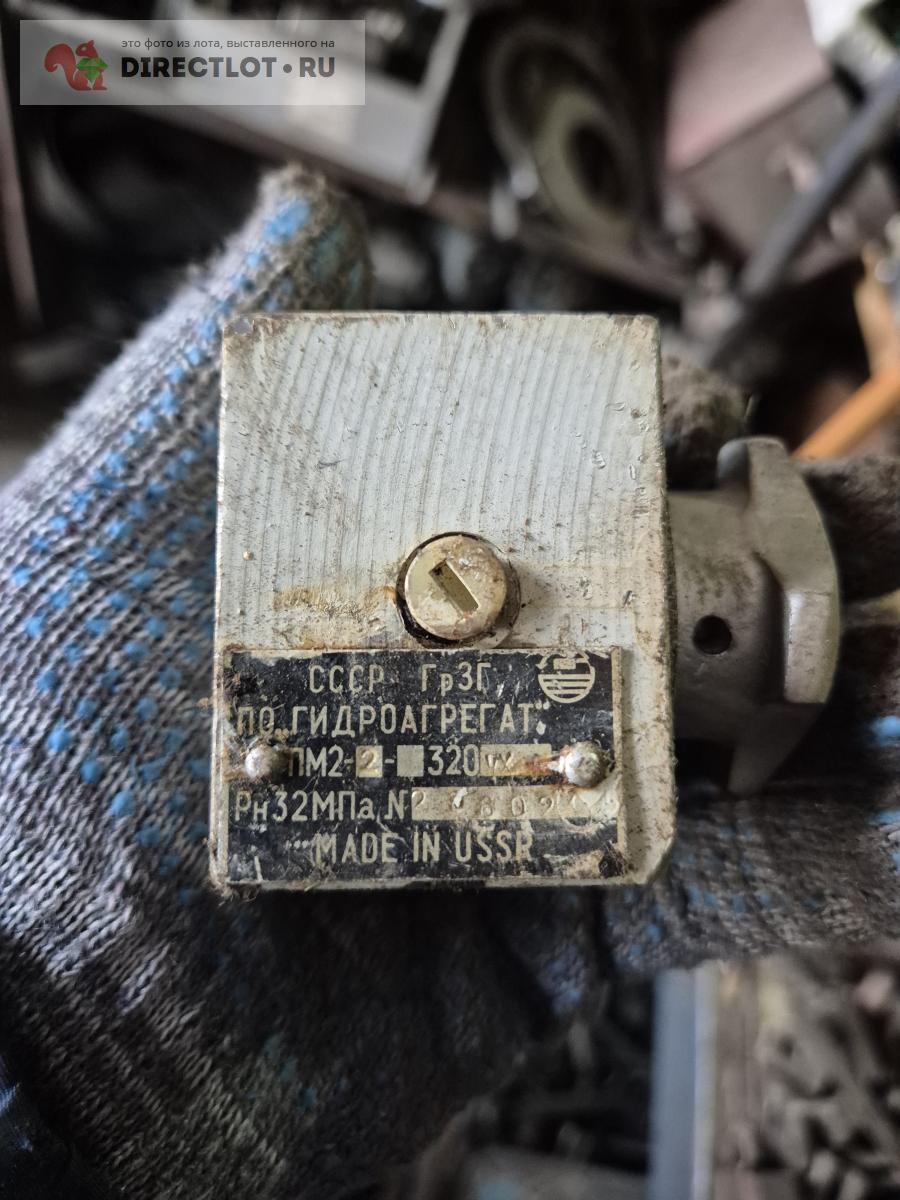 это фото из лота, выставленного на
DIRECTLOT•RU
СССР ГрЗГ
ПО „ГИДРОАГРЕГАТ“
ПМ2-2- 320
Рн32МПа №
MADE IN USSR